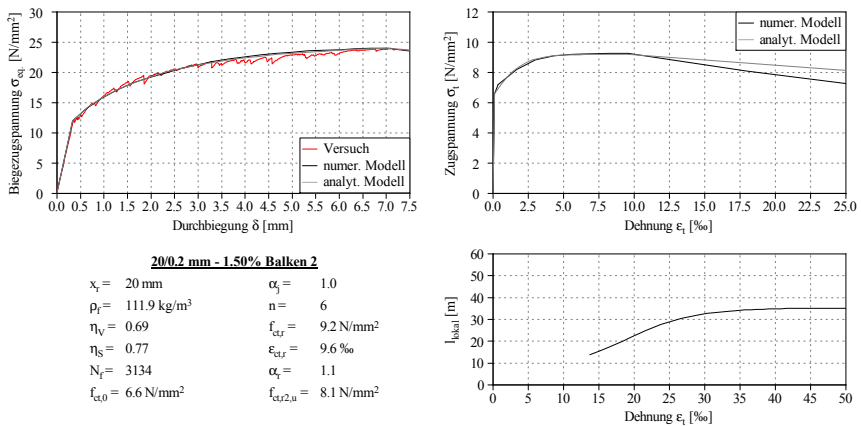 Biegezugspannung σeq. [N/mm²]
30
25
20
15
10
5
0
0.0 0.5 1.0 1.5 2.0 2.5 3.0 3.5 4.0 4.5 5.0 5.5 6.0 6.5 7.0 7.5
Durchbiegung δ [mm]
Versuch
numer. Modell
analyt. Modell
Zugspannung σt [N/mm²]
12
10
8
6
4
2
0
0.0 2.5 5.0 7.5 10.0 12.5 15.0 17.5 20.0 22.5 25.0
Dehnung εt [‰]
numer. Modell
analyt. Modell
20/0.2 mm - 1.50% Balken 2
xr = 20 mm αj = 1.0
ρf = 111.9 kg/m³ n = 6
ηV = 0.69 fct,r = 9.2 N/mm²
ηS = 0.77 εct,r = 9.6 ‰
Nf = 3134 αr = 1.1
fct,0 = 6.6 N/mm² fct,r2,u = 8.1 N/mm²
llokal [m]
60
50
40
30
20
10
0
0 5 10 15 20 25 30 35 40 45 50
Dehnung εt [‰]